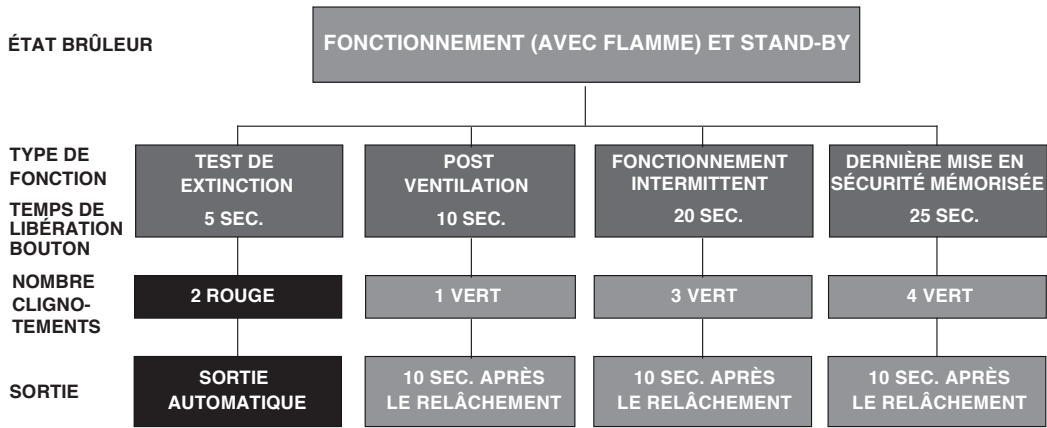 ÉTAT BRÛLEUR
FONCTIONNEMENT (AVEC FLAMME) ET STAND-BY
TYPE DE
FONCTION
TEMPS DE
LIBÉRATION
BOUTON
TEST DE
EXTINCTION
5 SEC.
POST
VENTILATION
10 SEC.
FONCTIONNEMENT
INTERMITTENT
20 SEC.
DERNIÈRE MISE EN
SÉCURITÉ MÉMORISÉE
25 SEC.
NOMBRE
CLIGNO-
TEMENTS
2 ROUGE
1 VERT
3 VERT
4 VERT
SORTIE
SORTIE
AUTOMATIQUE
10 SEC. APRÈS
LE RELÂCHEMENT
10 SEC. APRÈS
LE RELÂCHEMENT
10 SEC. APRÈS
LE RELÂCHEMENT